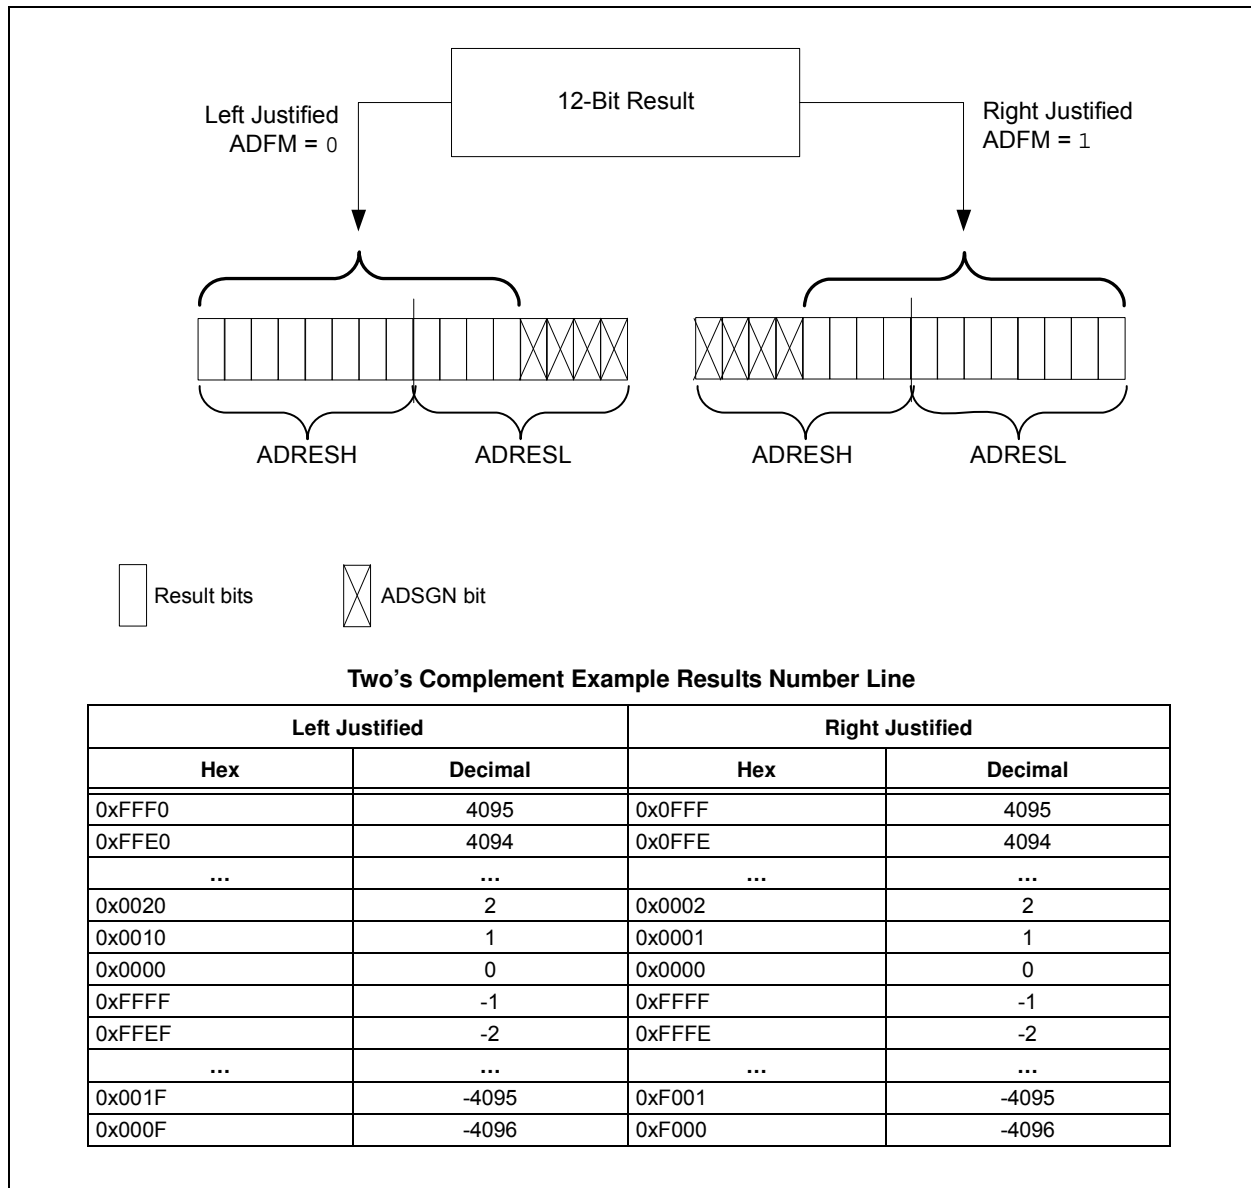 12-Bit Result
Left Justified
ADFM = 0
Right Justified
ADFM = 1
ADRESH ADRESL ADRESH ADRESL
Result bits ADSGN bit
Two's Complement Example Results Number Line
Left Justified Right Justified
Hex Decimal Hex Decimal
0xFFF0 4095 0x0FFF 4095
0xFFE0 4094 0x0FFE 4094
... ... ... ...
0x0020 2 0x0002 2
0x0010 1 0x0001 1
0x0000 0 0x0000 0
0xFFFF -1 0xFFFF -1
0xFFEF -2 0xFFFE -2
... ... ... ...
0x001F -4095 0xF001 -4095
0x000F -4096 0xF000 -4096